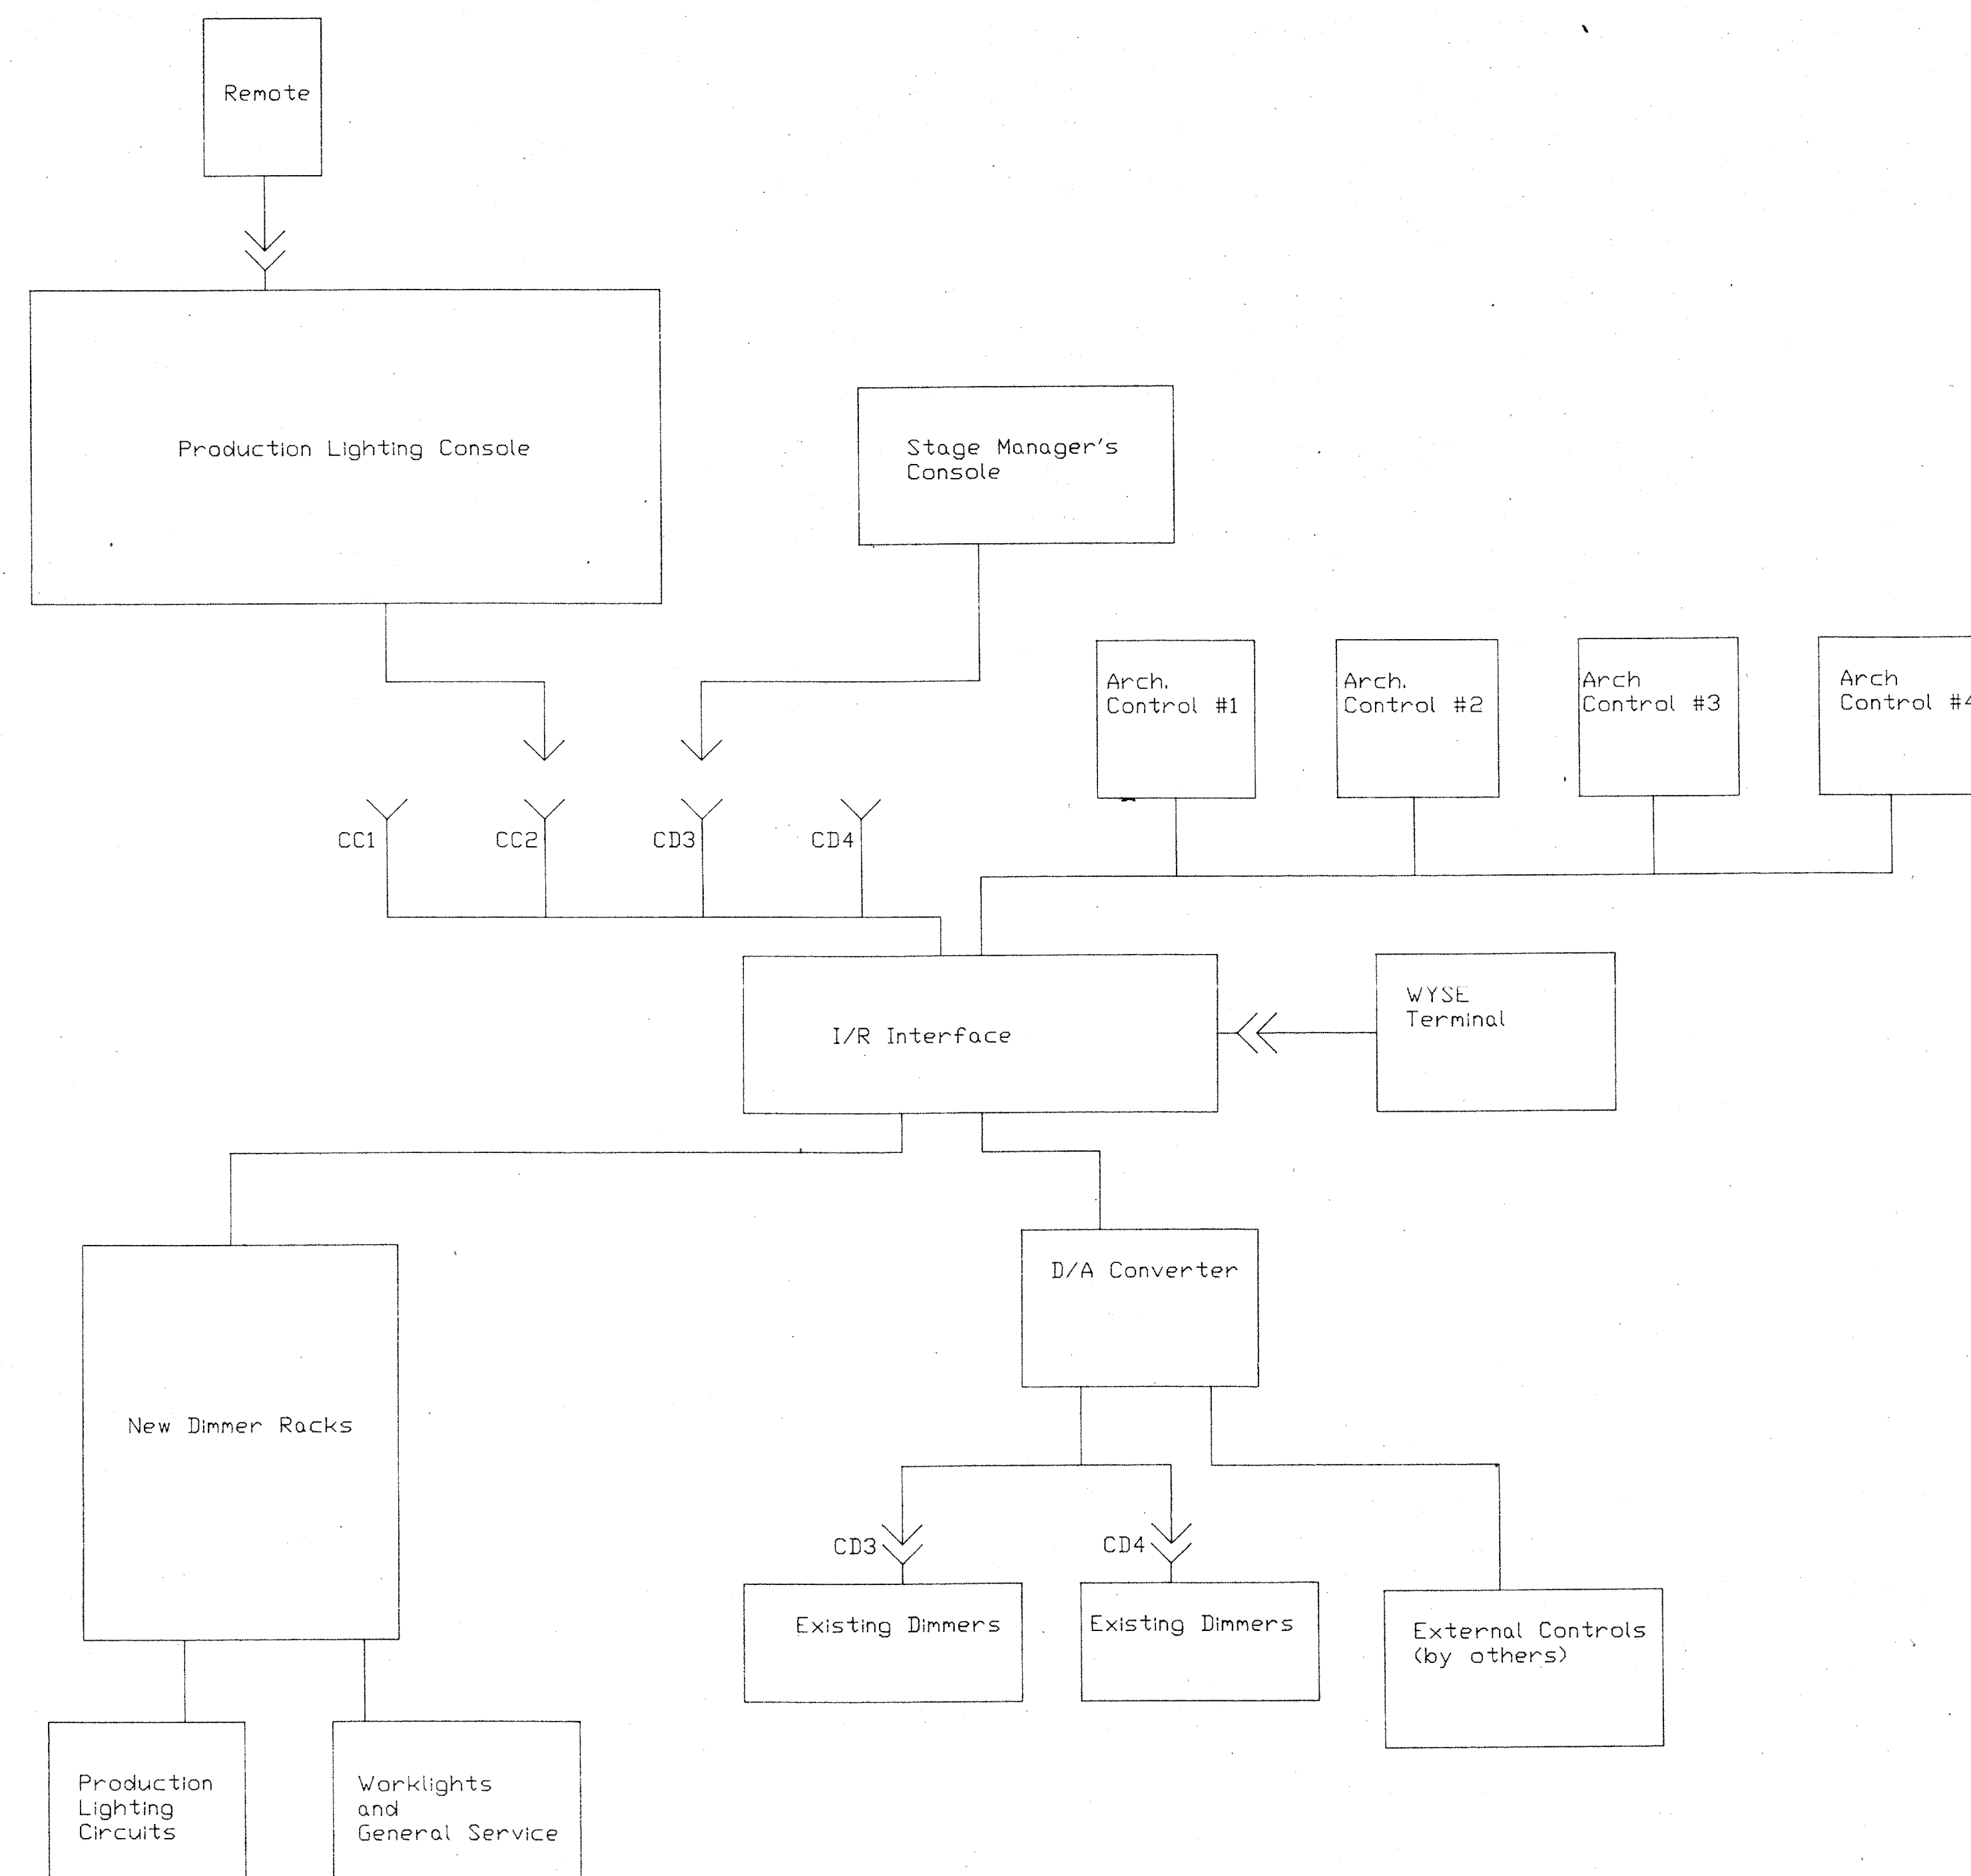 Remote
Production Lighting Console
Stage Manager's
Console
Arch.
Control #1
Arch.
Control #2
Arch
Control #3
Arch
Control #4
CC1
CC2
CD3
CD4
I/R Interface
WYSE
Terminal
D/A Converter
New Dimmer Racks
CD3
CD4
Existing Dimmers
Existing Dimmers
External Controls
(by others)
Production
Lighting
Circuits
Worklights
and
General Service